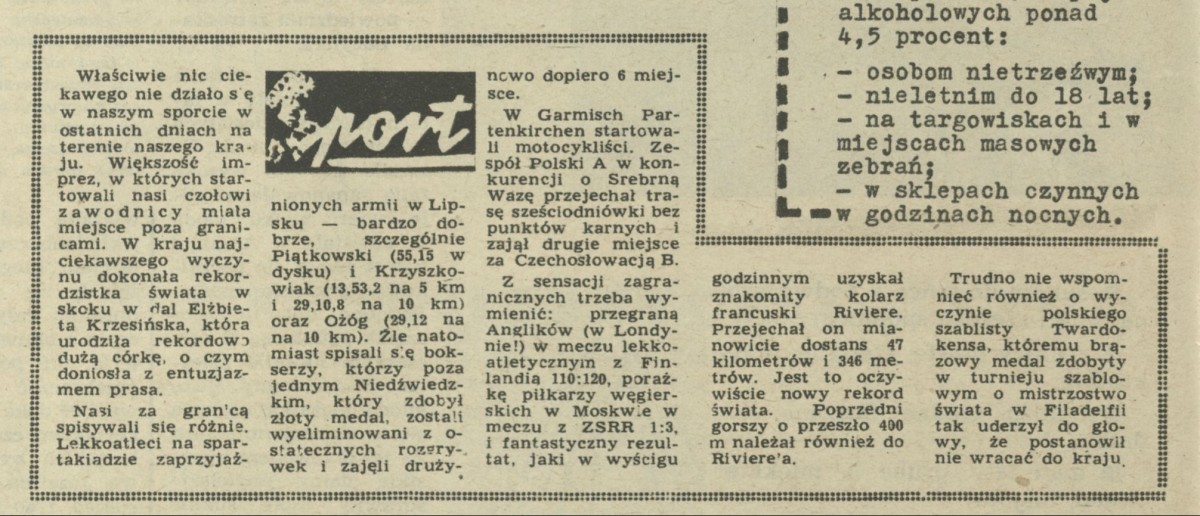 alkoholowych ponad
4,5 procent:
— osobom nietrzeźwym;
— nieletnim do 18 lat;
— na targowiskach i w
miejscach masowych
zebrań;
— w sklepach czynnych
w godzinach nocnych.
Sport
Właściwie nic cie-
kawego nie działo się
w naszym sporcie w
ostatnich dniach na
terenie naszego kra-
ju. Większość im-
prez, w których star-
towali nasi czołowi
zawodnicy miała
miejsce poza grani-
cami. W kraju naj-
ciekawszego wyczy-
nu dokonała rekor-
dzistka świata w
skoku w dal Elżbie-
ta Krzesińska, która
urodziła rekordowo
dużą córkę, o czym
doniosła z entuzjaz-
mem prasa.
Nasi za gran'cą
spisywali się różnie.
Lekkoatleci na spar-
takiadzie zaprzyjaź-
nionych armii w Lip-
sku — bardzo do-
brze, szczególnie
Piątkowski (55,15 w
dysku) i Krzyszko-
wiak (13,53,2 na 5 km
i 29,10,8 na 10 km)
oraz Ożóg (29,12 na
na 10 km). Źle nato-
miast spisali się bok-
serzy, którzy poza
jednym Niedźwiedz-
kim, który zdobył
złoty medal, zostali
wyeliminowani z o-
statecznych rozgry-
wek i zajęli druży-
nowo dopiero 6 miej-
sce.
W Garmisch Par-
tenkirchen startowa-
li motocykliści. Ze-
spół Polski A w kon-
kurencji o Srebrną
Wazę przejechał tra-
sę sześciodniówki bez
punktów karnych i
zajął drugie miejsce
za Czechosłowacją B.
Z sensacji zagra-
nicznych trzeba wy-
mienić: przegraną
Anglików (w Londy-
nie!) w meczu lekko-
atletycznym z Fin-
landia 110:120, poraż-
kę piłkarzy węgier-
skich w Moskwie w
meczu z ZSRR 1:3,
i fantastyczny rezul-
tat, jaki w wyścigu
godzinnym uzyskał
znakomity kolarz
francuski Riviere.
Przejechał on mia-
nowicie dostans 47
kilometrów i 346 me-
trów. Jest to oczy-
wiście nowy rekord
świata. Poprzedni
gorszy o przeszło 400
m należał również do
Riviere'a.
Trudno nie wspom-
nieć również o wy-
czynie polskiego
szablisty Twardo-
kensa, któremu brą-
zowy medal zdobyty
w turnieju szablo-
wym o mistrzostwo
świata w Filadelfii
tak uderzył do gło-
wy, że postanowił
nie wracać do kraju.